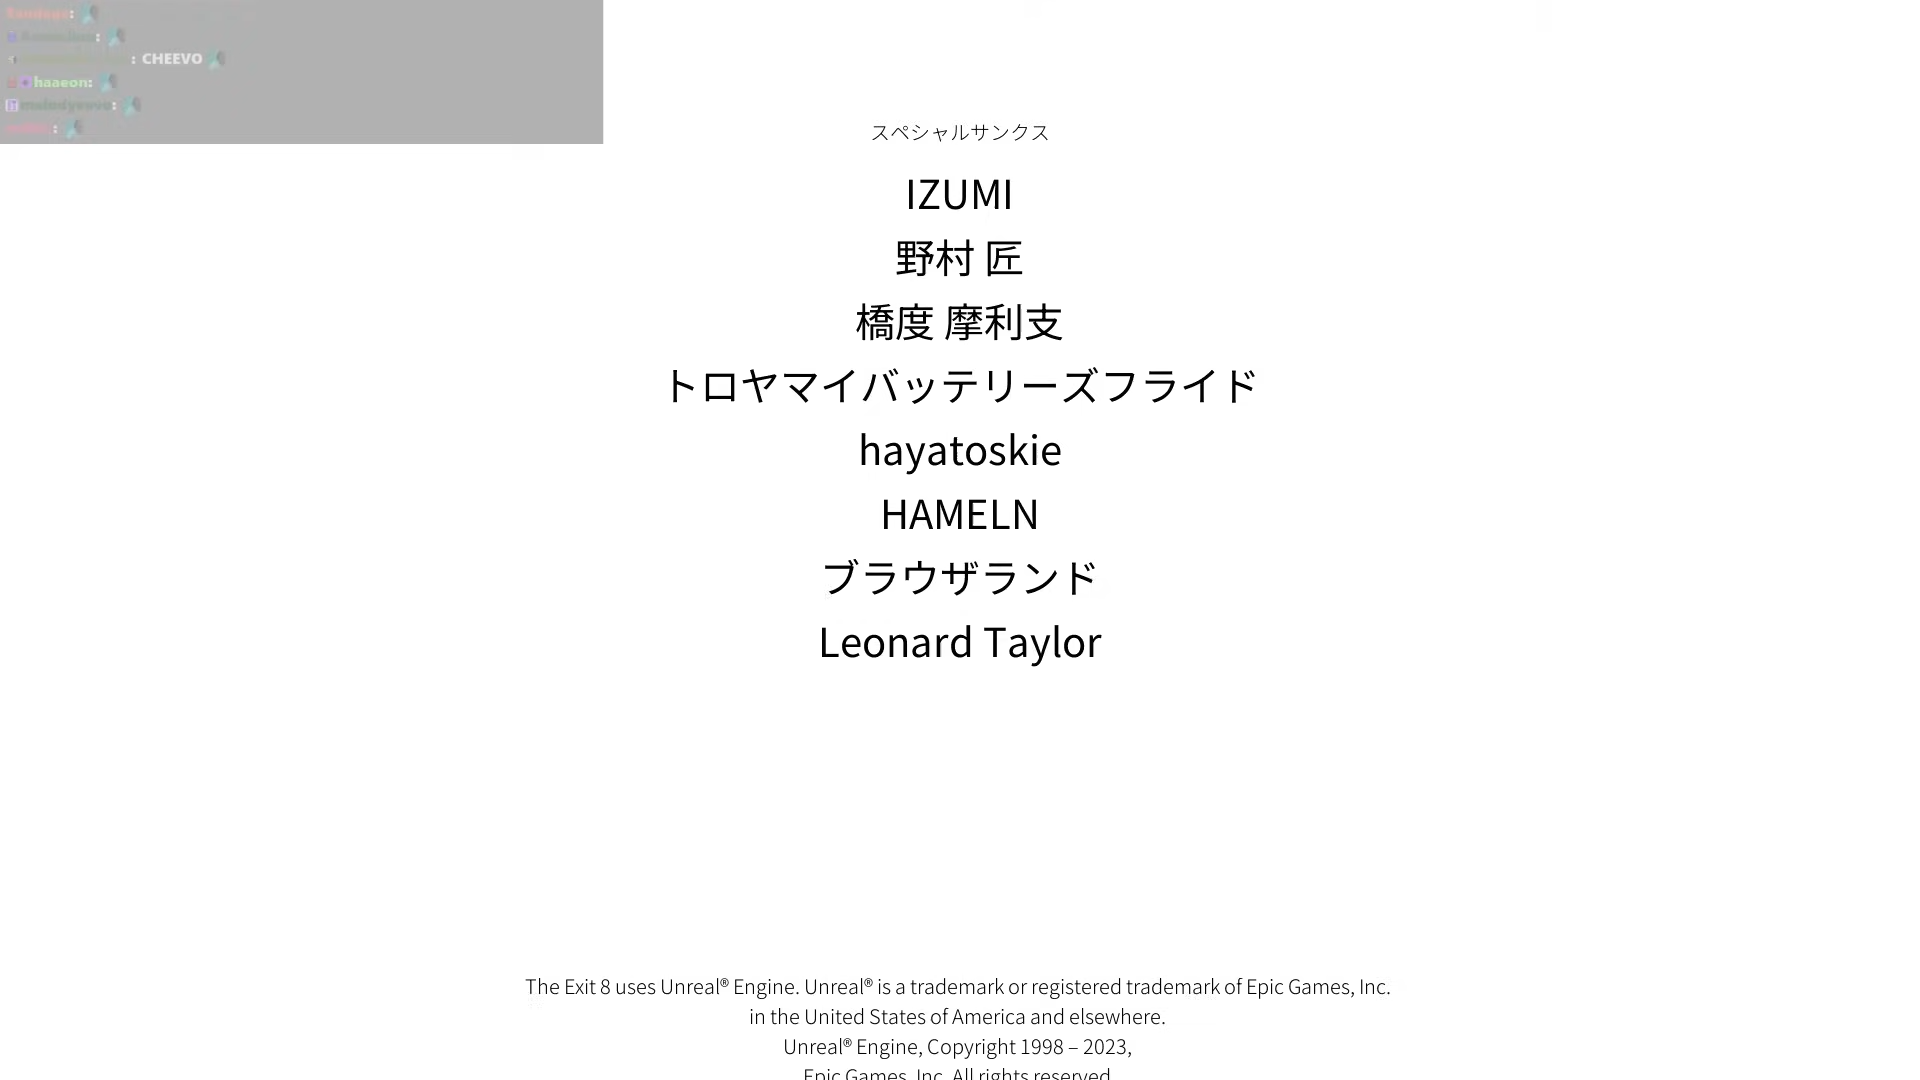 : CHEEVO
haaeon:
スペシャルサンクス
IZUMI
野村 匠
橋度 摩利支
トロヤマイバッテリーズフライド
hayatoskie
HAMELN
ブラウザランド
Leonard Taylor
The Exit 8 uses Unreal® Engine. Unreal® is a trademark or registered trademark of Epic Games, Inc.
in the United States of America and elsewhere.
Unreal® Engine, Copyright 1998 – 2023,
Epic Games, Inc. All rights reserved.